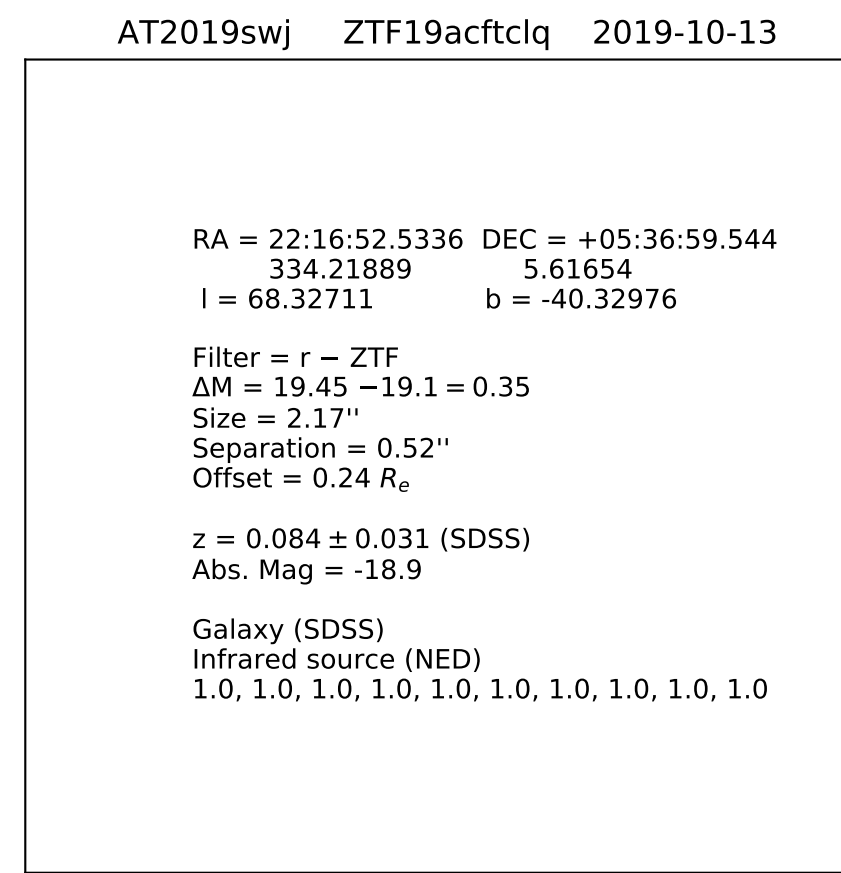 AT2019swj ZTF19acftclq 2019-10-13
RA = 22:16:52.5336 DEC = +05:36:59.544
334.21889 5.61654
l = 68.32711 b = -40.32976
Filter = r − ZTF
ΔM = 19.45 −19.1 = 0.35
Size = 2.17''
Separation = 0.52''
Offset = 0.24 Rₑ
z = 0.084 ± 0.031 (SDSS)
Abs. Mag = -18.9
Galaxy (SDSS)
Infrared source (NED)
1.0, 1.0, 1.0, 1.0, 1.0, 1.0, 1.0, 1.0, 1.0, 1.0